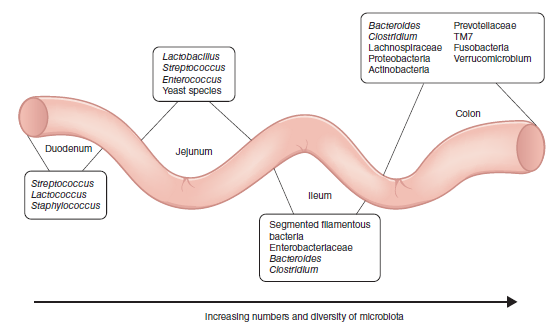 Bacteroides
Clostridium
Lachnospiraceae
Proteobacteria
Actinobacteria
Prevotellaceae
TM7
Fusobacteria
Verrucomicrobium
Lactobacillus
Streptococcus
Enterococcus
Yeast species
Colon
Duodenum
Jejunum
Streptococcus
Lactococcus
Staphylococcus
Ileum
Segmented filamentous
bacteria
Enterobacteriaceae
Bacteroides
Clostridium
Increasing numbers and diversity of microbiota